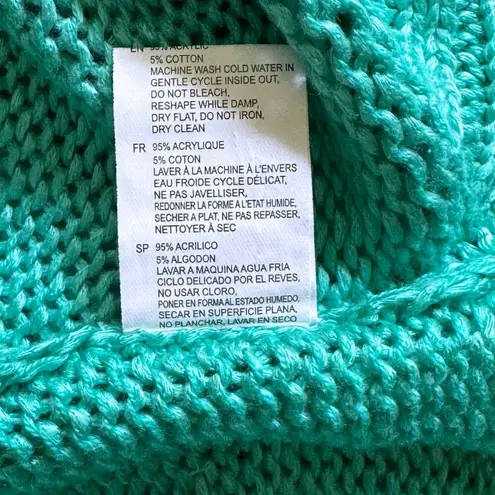 EN 95% ACRYLIC
5% COTTON
MACHINE WASH COLD WATER IN
GENTLE CYCLE INSIDE OUT,
DO NOT BLEACH,
RESHAPE WHILE DAMP,
DRY FLAT, DO NOT IRON,
DRY CLEAN
FR 95% ACRYLIQUE
5% COTON
LAVER À LA MACHINE À L'ENVERS
EAU FROIDE CYCLE DÉLICAT,
NE PAS JAVELLISER,
REDONNER LA FORME A L'ETAT HUMIDE,
SECHER A PLAT, NE PAS REPASSER,
NETTOYER À SEC
SP 95% ACRILICO
5% ALGODON
LAVAR A MAQUINA AGUA FRIA
CICLO DELICADO POR EL REVES,
NO USAR CLORO,
PONER EN FORMA AL ESTADO HUMEDO,
SECAR EN SUPERFICIE PLANA,
NO PLANCHAR, LAVAR EN SECO